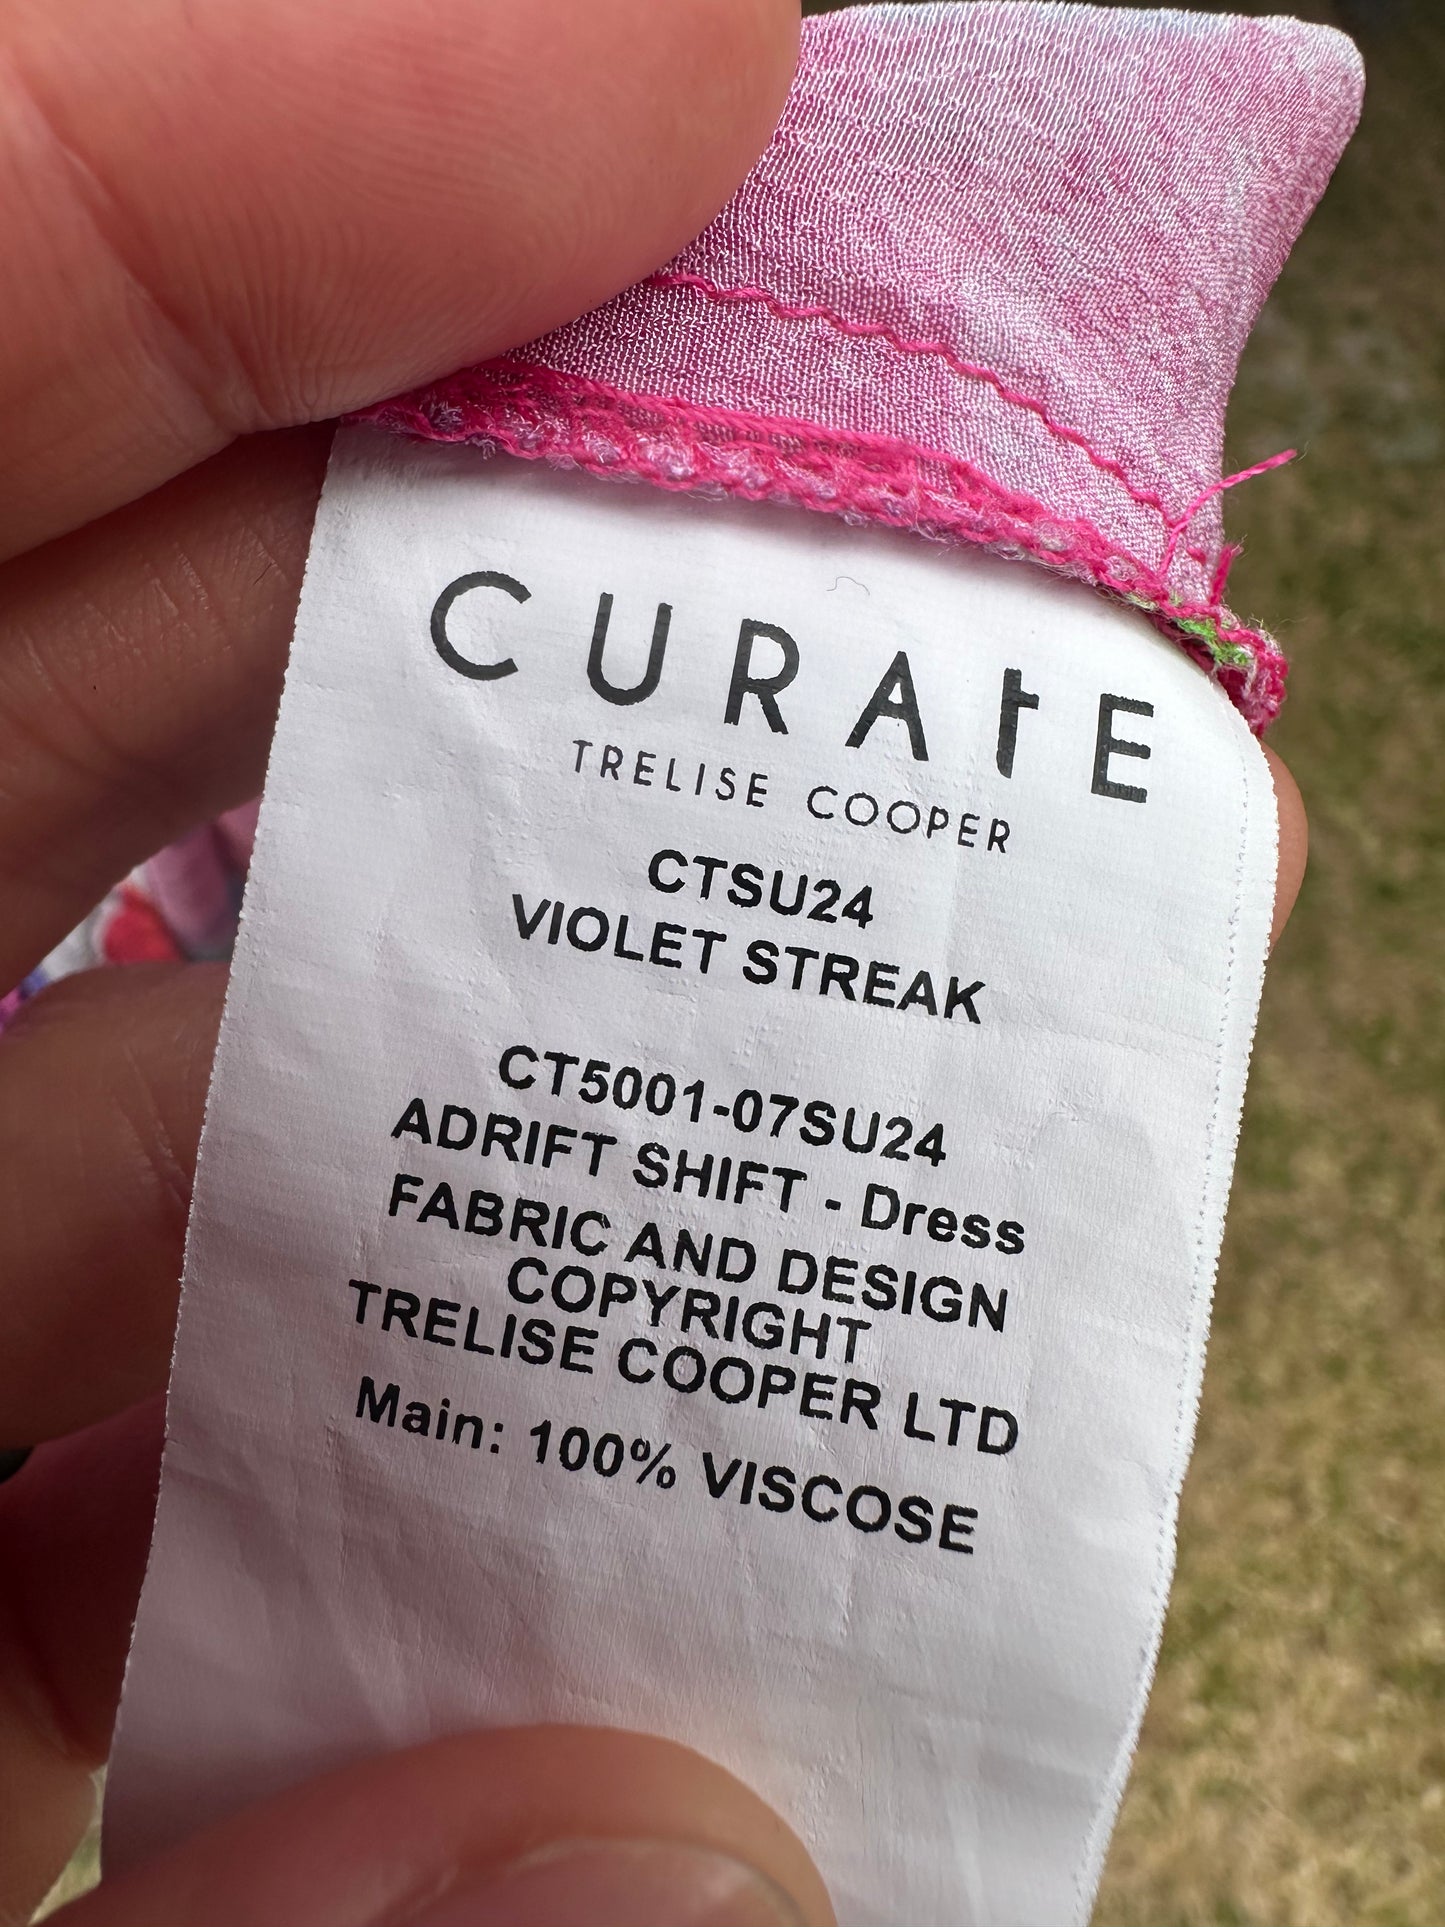 CURATE
TRELISE COOPER
CTSU24
VIOLET STREAK
CT5001-07SU24
ADRIFT SHIFT - Dress
FABRIC AND DESIGN
COPYRIGHT
TRELISE COOPER LTD
Main: 100% VISCOSE